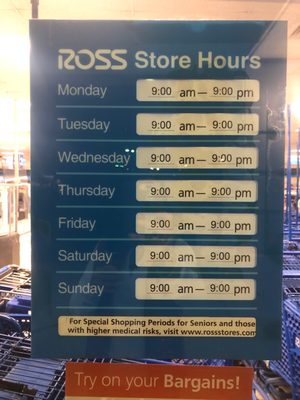 ROSS Store Hours
Monday 9:00 am — 9:00 pm
Tuesday 9:00 am — 9:00 pm
Wednesday 9:00 am — 9:00 pm
Thursday 9:00 am — 9:00 pm
Friday 9:00 am — 9:00 pm
Saturday 9:00 am — 9:00 pm
Sunday 9:00 am — 9:00 pm
For Special Shopping Periods for Seniors and those
with higher medical risks, visit www.rossstores.com
Try on your Bargains!